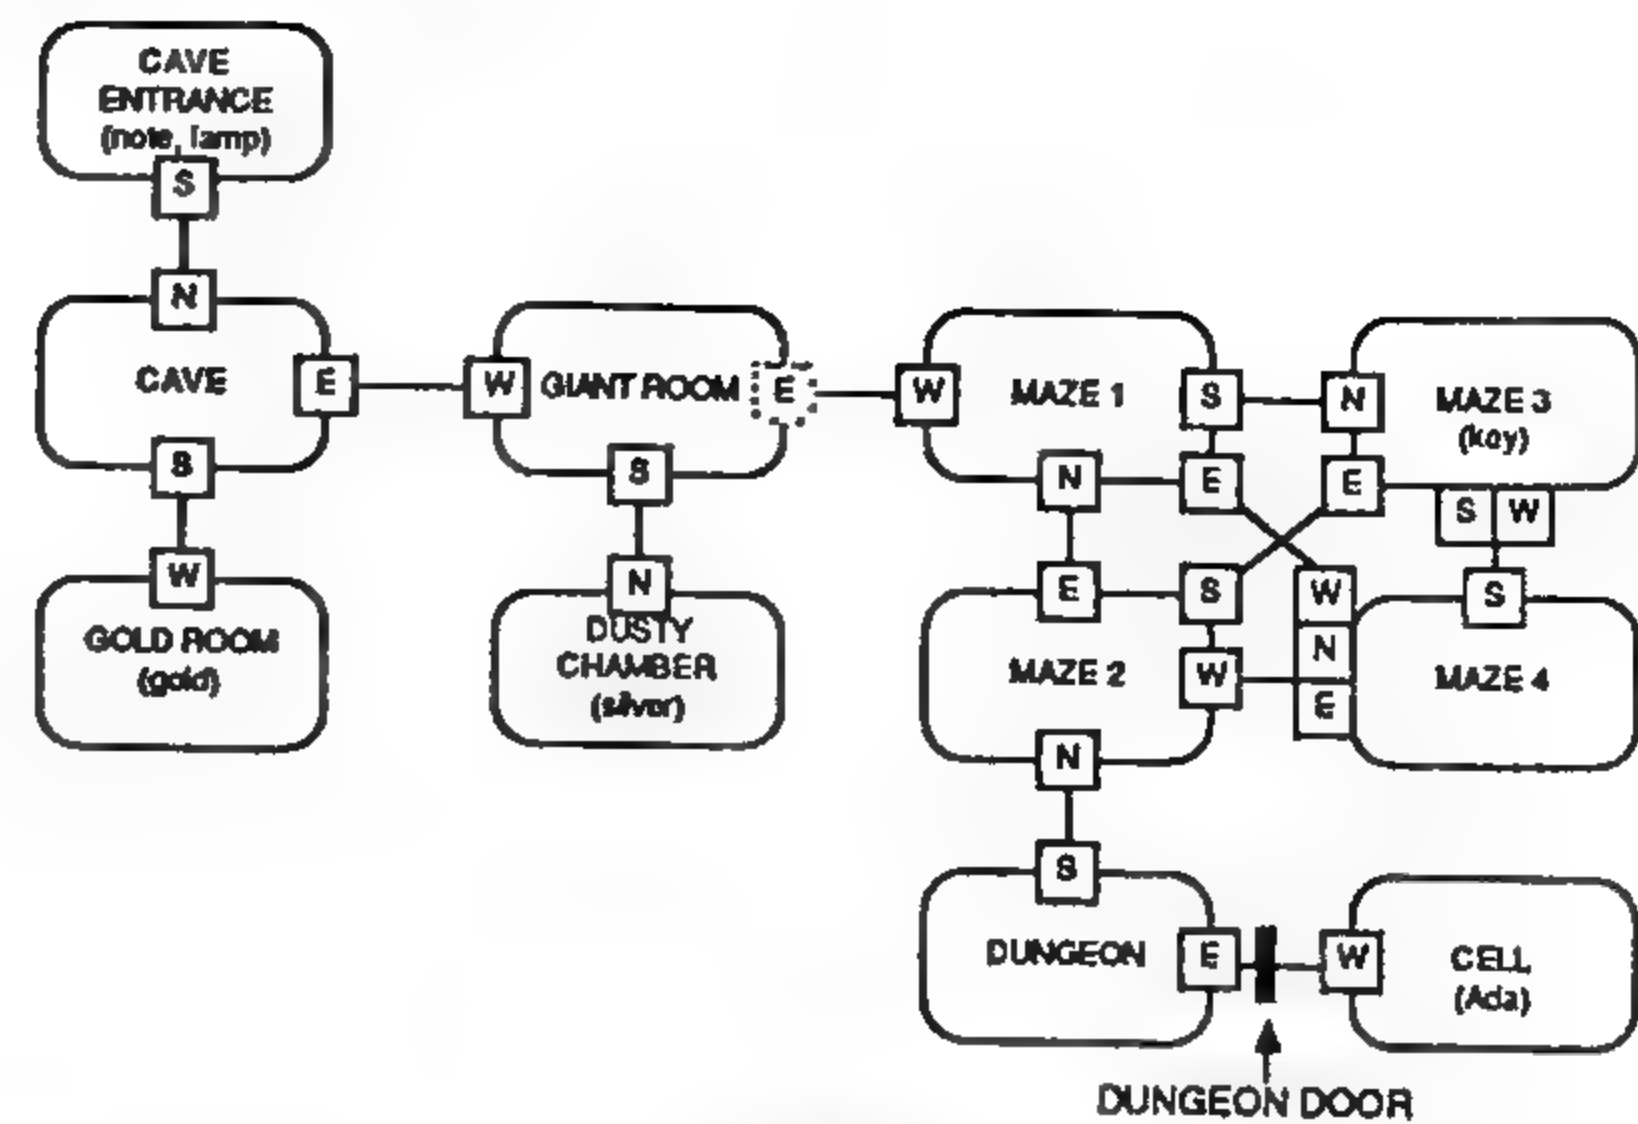 CAVE
ENTRANCE
(note, lamp)
S
N
CAVE
E
S
W
GOLD ROOM
(gold)
W
GIANT ROOM
E
S
N
DUSTY
CHAMBER
(silver)
W
MAZE 1
S
N
E
N
MAZE 3
(key)
E
S
W
E
S
MAZE 2
W
N
W
N
E
S
MAZE 4
S
DUNGEON
E
W
CELL
(Ada)
DUNGEON DOOR